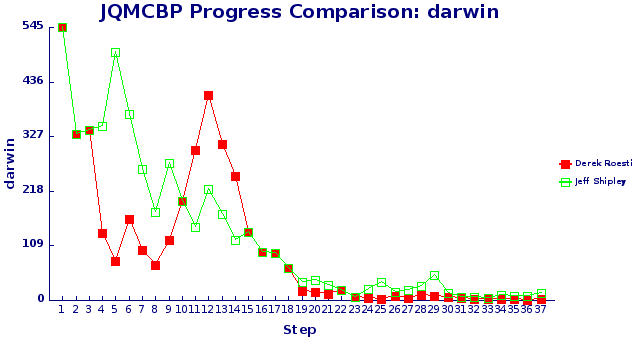 JQMCBP Progress Comparison: darwin
545
436
327
218
109
0
darwin
1 2 3 4 5 6 7 8 9 10 11 12 13 14 15 16 17 18 19 20 21 22 23 24 25 26 27 28 29 30 31 32 33 34 35 36 37
Step
Derek Roesti
Jeff Shipley